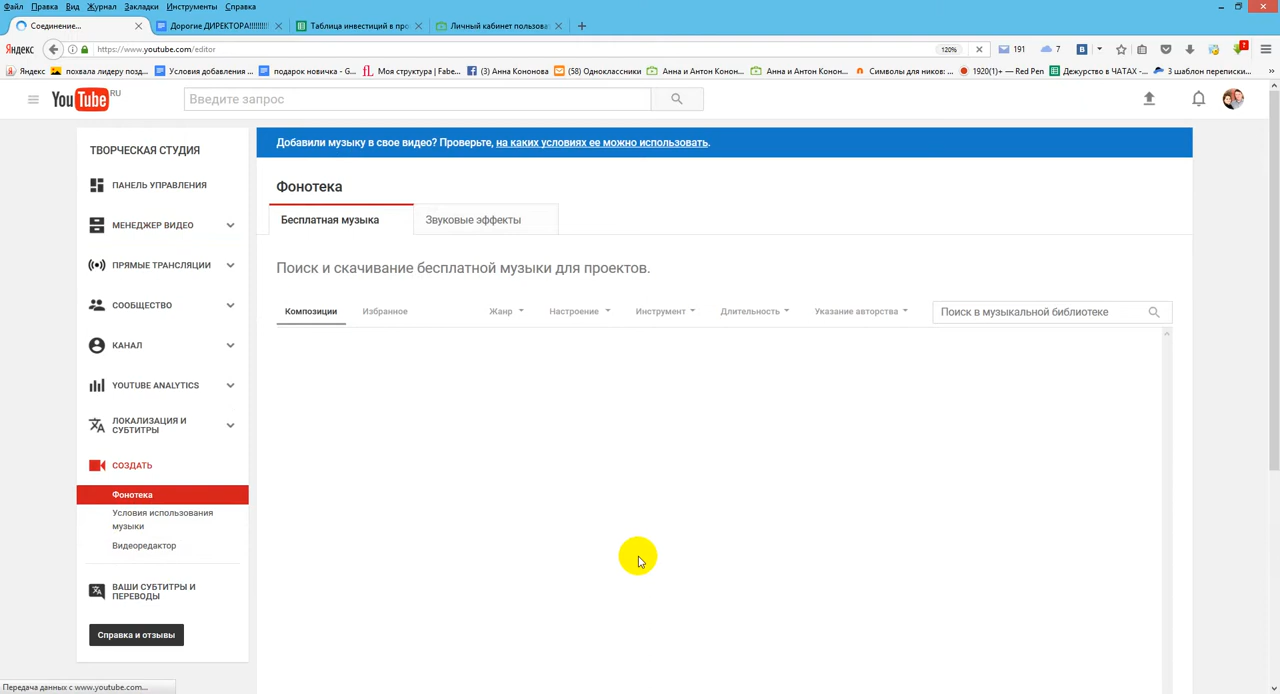 Файл Правка Вид Журнал Закладки Инструменты Справка
Соединение... Дорогие ДИРЕКТОРА!!!!!!!!! Таблица инвестиций в про Личный кабинет пользова
Яндекс https://www.youtube.com/editor 120% 191 7 B 2
Яндекс похвала лидеру позд... Условия добавления ... подарок новичка - G... Моя структура | Fabe... (3) Анна Кононова (58) Одноклассники Анна и Антон Конон... Анна и Антон Конон... Символы для ников: ... 1920(1)+ — Red Pen Дежурство в ЧАТАХ -... 3 шаблон переписки... »
YouTube RU Введите запрос
ТВОРЧЕСКАЯ СТУДИЯ
ПАНЕЛЬ УПРАВЛЕНИЯ
МЕНЕДЖЕР ВИДЕО
ПРЯМЫЕ ТРАНСЛЯЦИИ
СООБЩЕСТВО
КАНАЛ
YOUTUBE ANALYTICS
ЛОКАЛИЗАЦИЯ И
СУБТИТРЫ
СОЗДАТЬ
Фонотека
Условия использования
музыки
Видеоредактор
ВАШИ СУБТИТРЫ И
ПЕРЕВОДЫ
Справка и отзывы
Добавили музыку в свое видео? Проверьте, на каких условиях ее можно использовать.
Фонотека
Бесплатная музыка Звуковые эффекты
Поиск и скачивание бесплатной музыки для проектов.
Композиции Избранное Жанр Настроение Инструмент Длительность Указание авторства Поиск в музыкальной библиотеке
Передача данных с www.youtube.com...